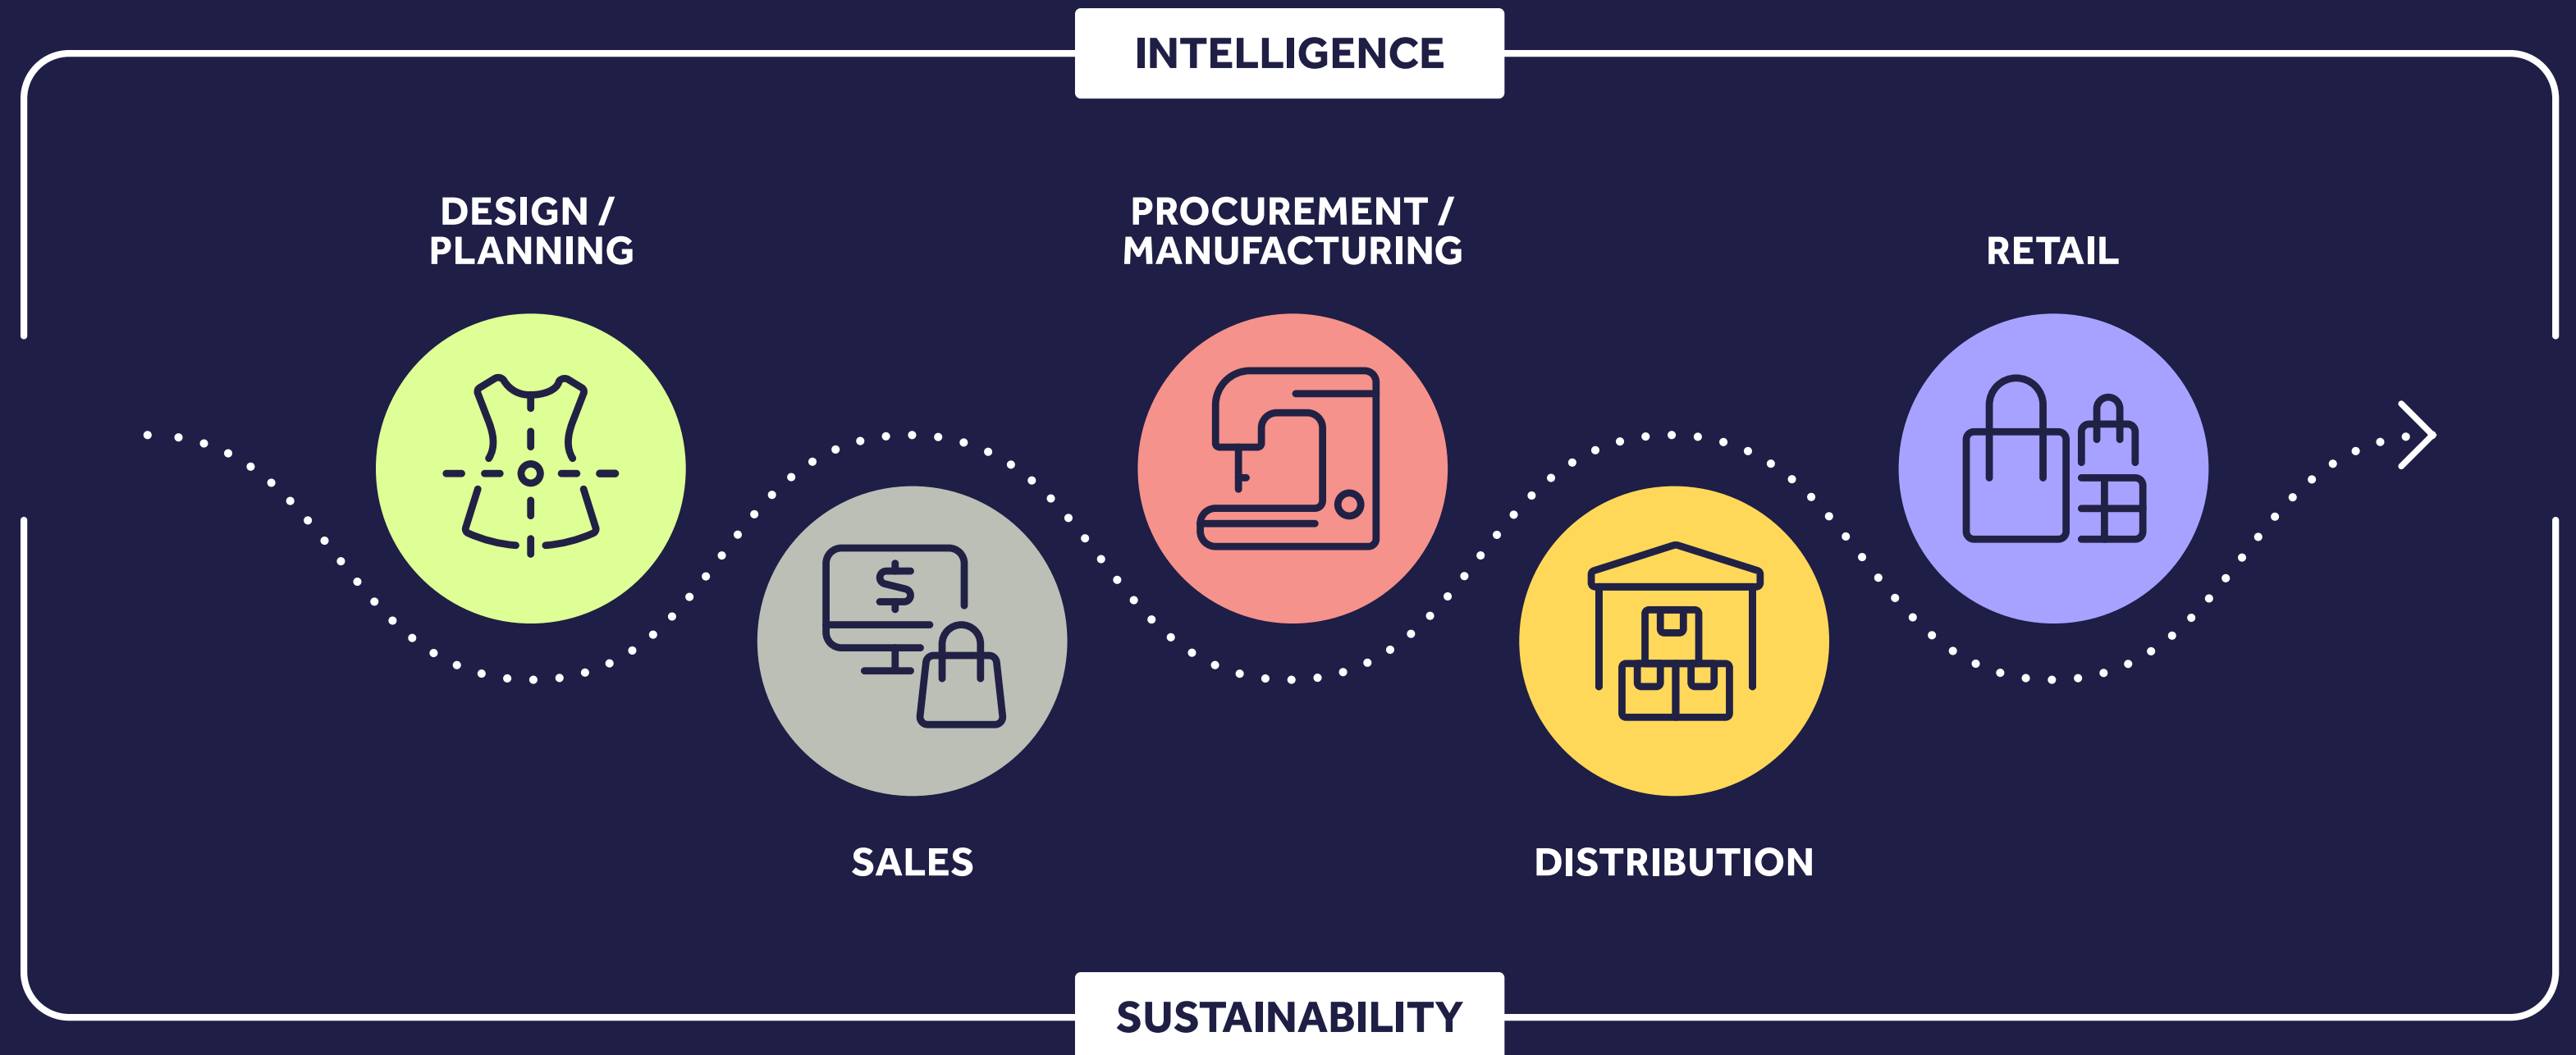 INTELLIGENCE
DESIGN /
PLANNING
PROCUREMENT /
MANUFACTURING
RETAIL
$
SALES
DISTRIBUTION
SUSTAINABILITY